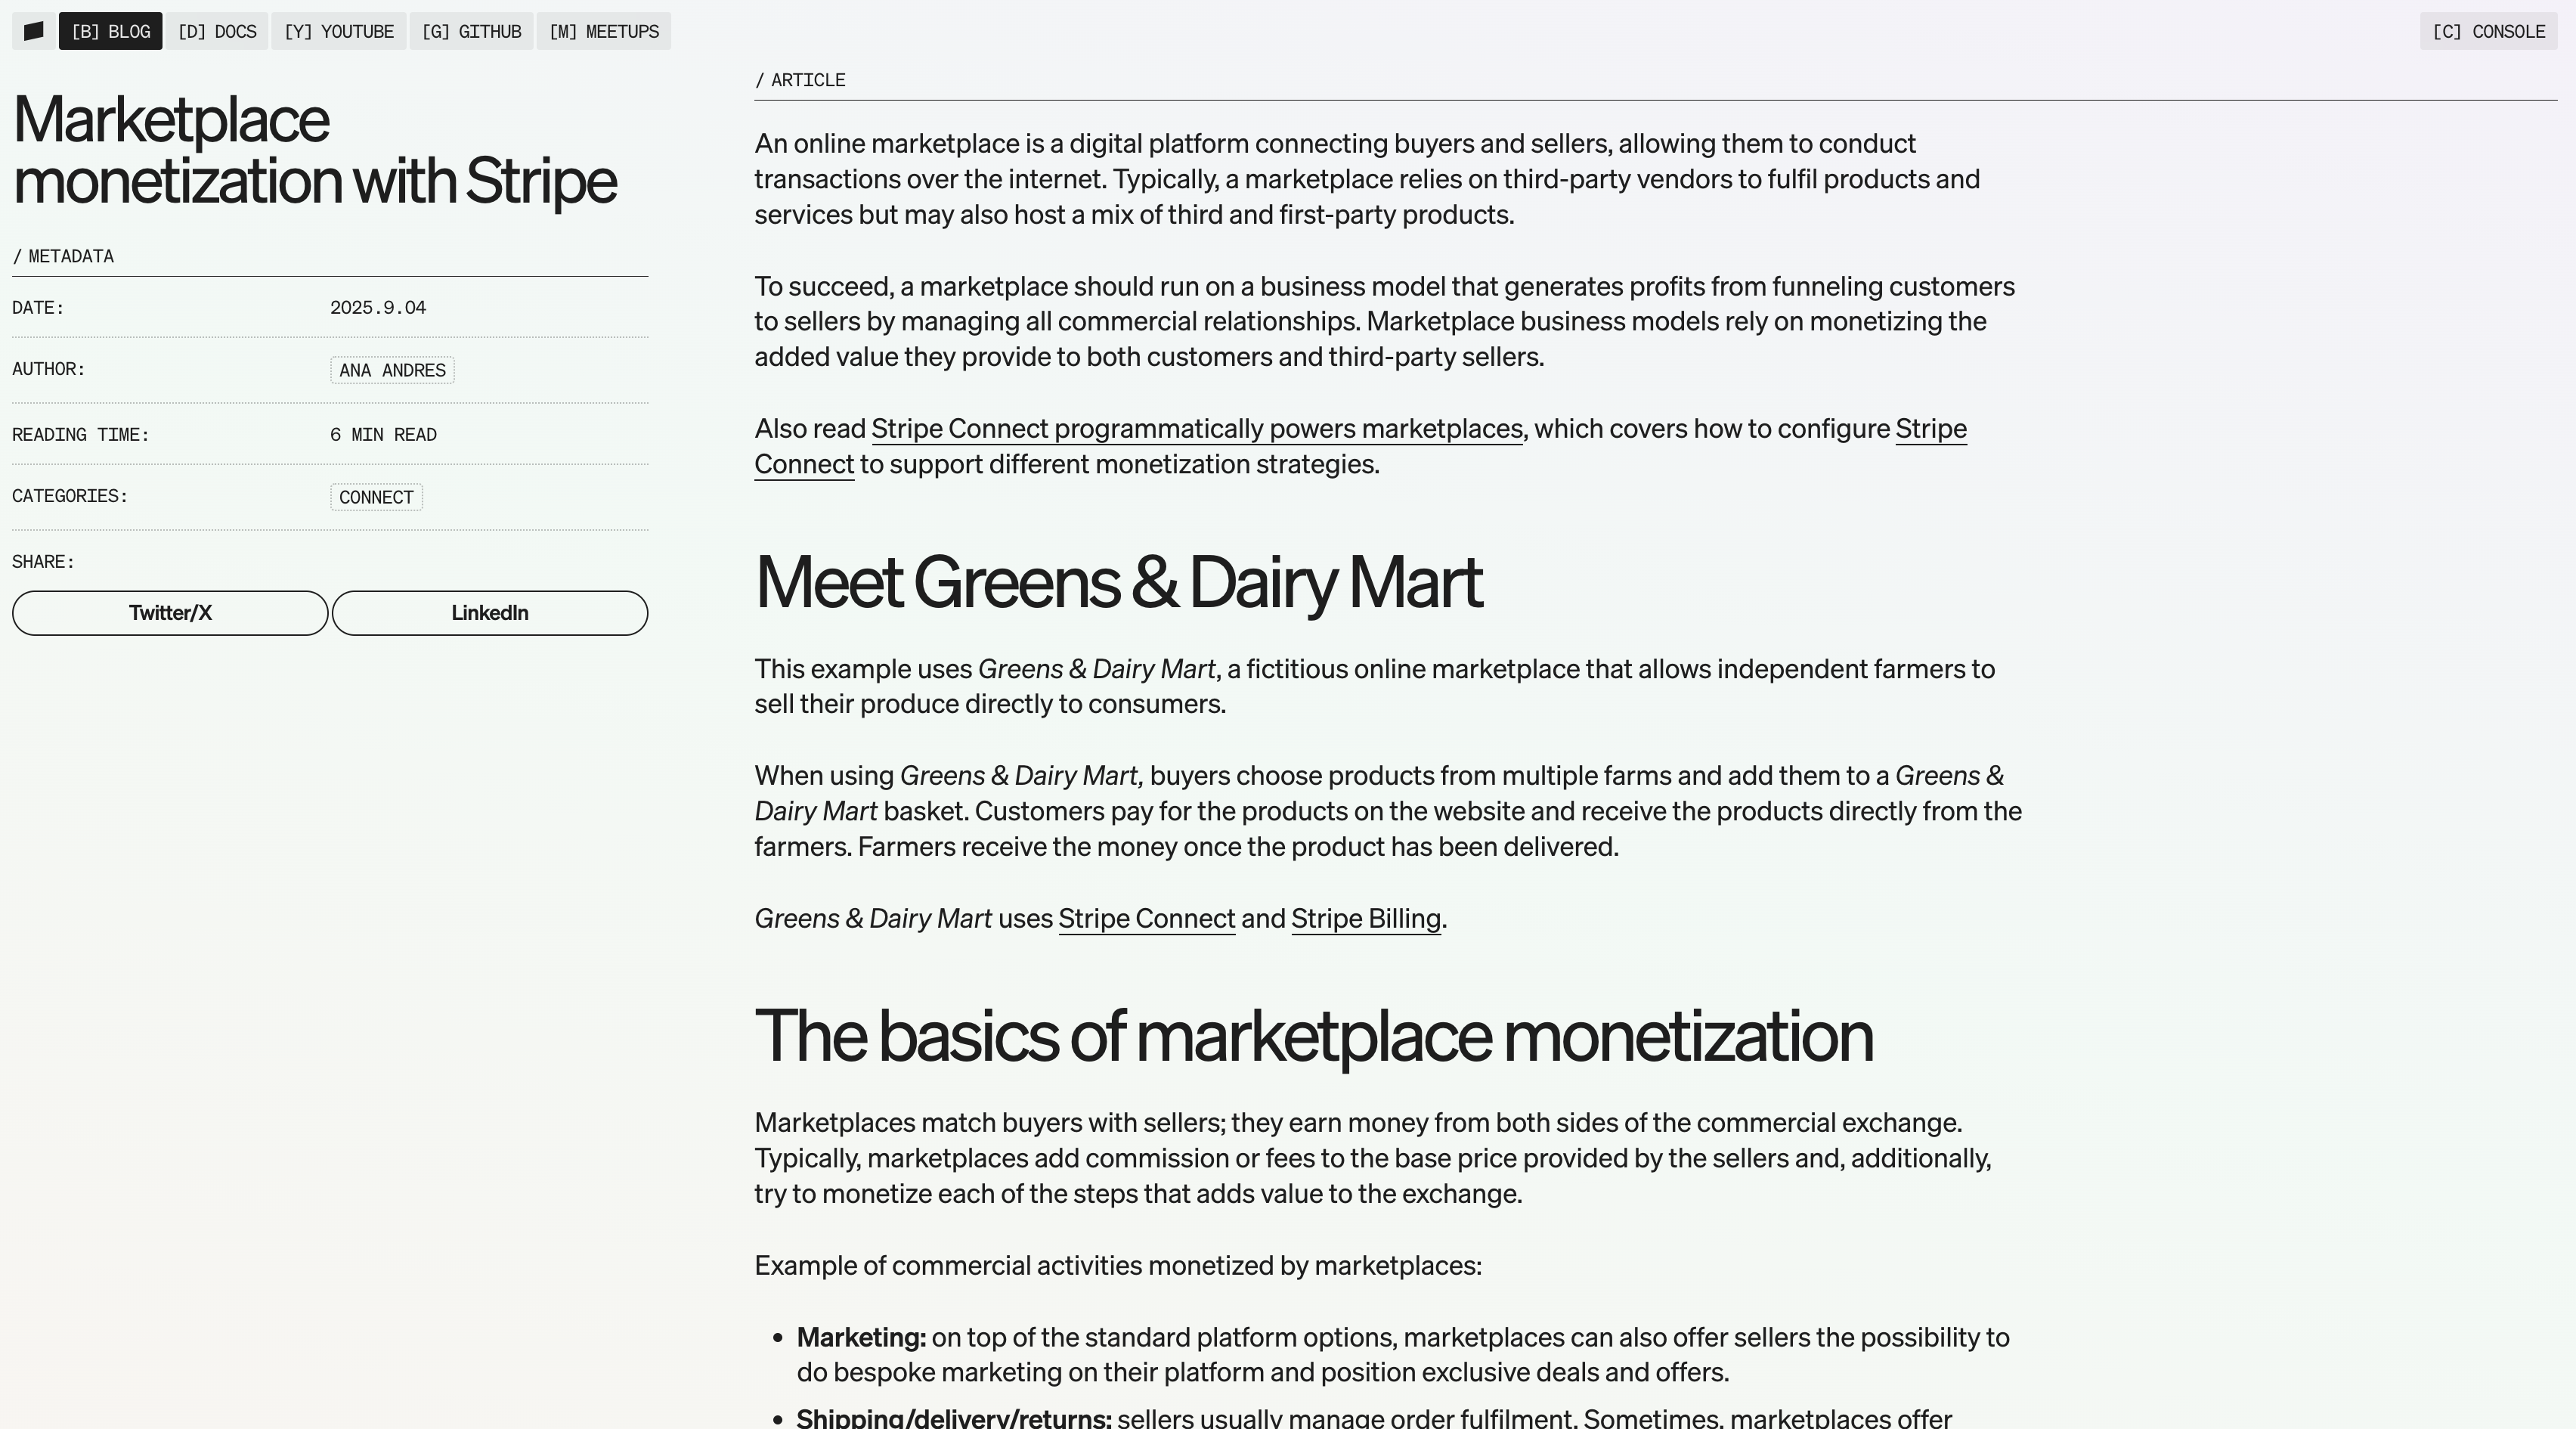 [B] BLOG
[D] DOCS
[Y] YOUTUBE
[G] GITHUB
[M] MEETUPS
[C] CONSOLE
Marketplace
monetization with Stripe
/ METADATA
DATE: 2025.9.04
AUTHOR: ANA ANDRES
READING TIME: 6 MIN READ
CATEGORIES: CONNECT
SHARE:
Twitter/X
LinkedIn
/ ARTICLE
An online marketplace is a digital platform connecting buyers and sellers, allowing them to conduct
transactions over the internet. Typically, a marketplace relies on third-party vendors to fulfil products and
services but may also host a mix of third and first-party products.
To succeed, a marketplace should run on a business model that generates profits from funneling customers
to sellers by managing all commercial relationships. Marketplace business models rely on monetizing the
added value they provide to both customers and third-party sellers.
Also read Stripe Connect programmatically powers marketplaces, which covers how to configure Stripe
Connect to support different monetization strategies.
Meet Greens & Dairy Mart
This example uses Greens & Dairy Mart, a fictitious online marketplace that allows independent farmers to
sell their produce directly to consumers.
When using Greens & Dairy Mart, buyers choose products from multiple farms and add them to a Greens &
Dairy Mart basket. Customers pay for the products on the website and receive the products directly from the
farmers. Farmers receive the money once the product has been delivered.
Greens & Dairy Mart uses Stripe Connect and Stripe Billing.
The basics of marketplace monetization
Marketplaces match buyers with sellers; they earn money from both sides of the commercial exchange.
Typically, marketplaces add commission or fees to the base price provided by the sellers and, additionally,
try to monetize each of the steps that adds value to the exchange.
Example of commercial activities monetized by marketplaces:
• Marketing: on top of the standard platform options, marketplaces can also offer sellers the possibility to
do bespoke marketing on their platform and position exclusive deals and offers.
• Shipping/delivery/returns: sellers usually manage order fulfilment. Sometimes, marketplaces offer